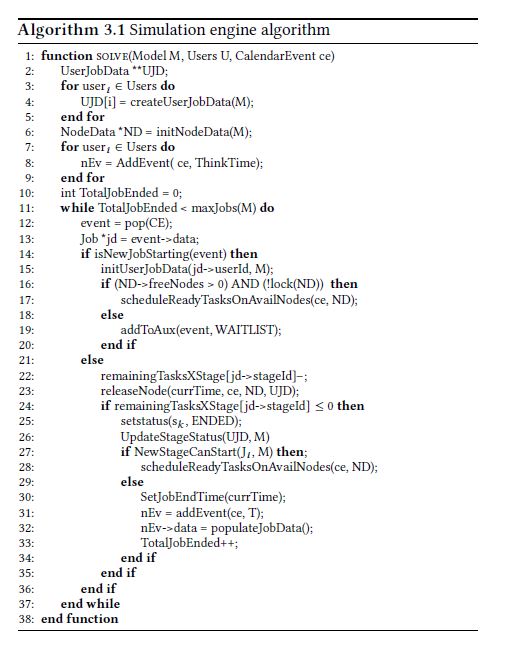 Algorithm 3.1 Simulation engine algorithm
1: function SOLVE(Model M, Users U, CalendarEvent ce)
2: UserJobData **UJD;
3: for user_i ∈ Users do
4: UJD[i] = createUserJobData(M);
5: end for
6: NodeData *ND = initNodeData(M);
7: for user_i ∈ Users do
8: nEv = AddEvent( ce, ThinkTime);
9: end for
10: int TotalJobEnded = 0;
11: while TotalJobEnded < maxJobs(M) do
12: event = pop(CE);
13: Job *jd = event->data;
14: if isNewJobStarting(event) then
15: initUserJobData(jd->userId, M);
16: if (ND->freeNodes > 0) AND (!lock(ND)) then
17: scheduleReadyTasksOnAvailNodes(ce, ND);
18: else
19: addToAux(event, WAITLIST);
20: end if
21: else
22: remainingTasksXStage[jd->stageId]–;
23: releaseNode(currTime, ce, ND, UJD);
24: if remainingTasksXStage[jd->stageId] ≤ 0 then
25: setstatus(s_k, ENDED);
26: UpdateStageStatus(UJD, M)
27: if NewStageCanStart(J_i, M) then;
28: scheduleReadyTasksOnAvailNodes(ce, ND);
29: else
30: SetJobEndTime(currTime);
31: nEv = addEvent(ce, T);
32: nEv->data = populateJobData();
33: TotalJobEnded++;
34: end if
35: end if
36: end if
37: end while
38: end function